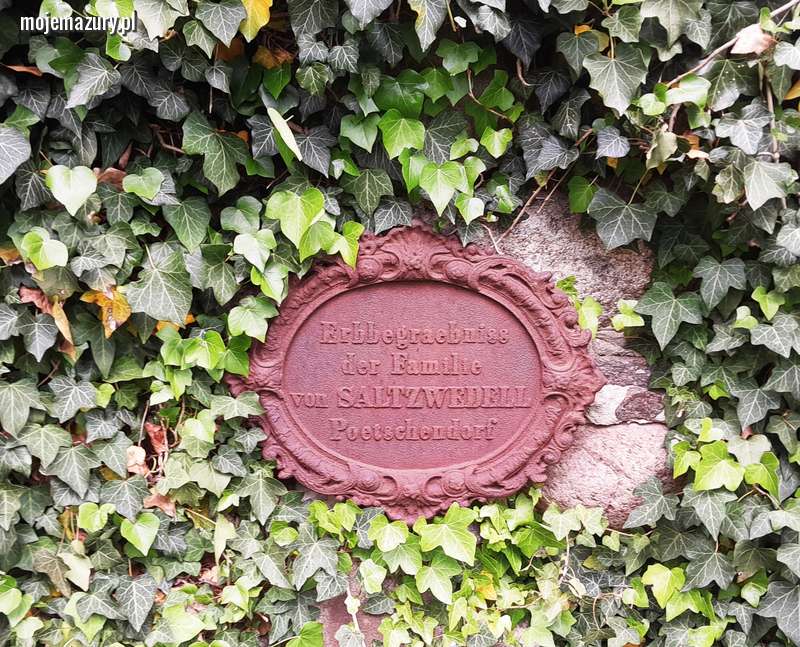 mojemazury.pl
Erbbegraebniss
der Familie
von SALTZWEDELL
Poetschendorf